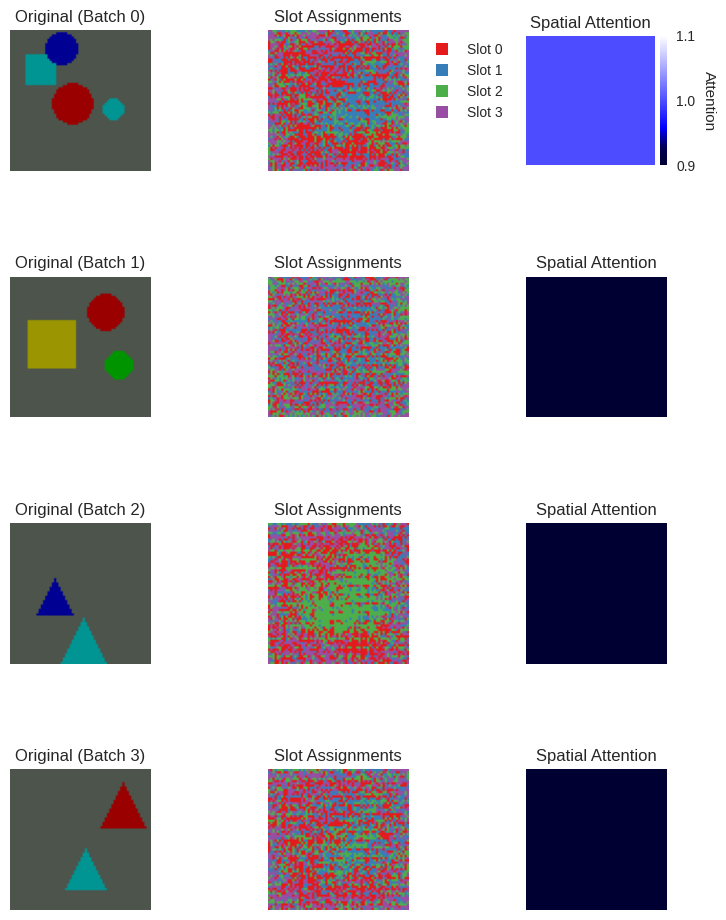 Original (Batch 0)
Slot Assignments
Slot 0
Slot 1
Slot 2
Slot 3
Spatial Attention
1.1
1.0
0.9
Attention
Original (Batch 1)
Slot Assignments
Spatial Attention
Original (Batch 2)
Slot Assignments
Spatial Attention
Original (Batch 3)
Slot Assignments
Spatial Attention